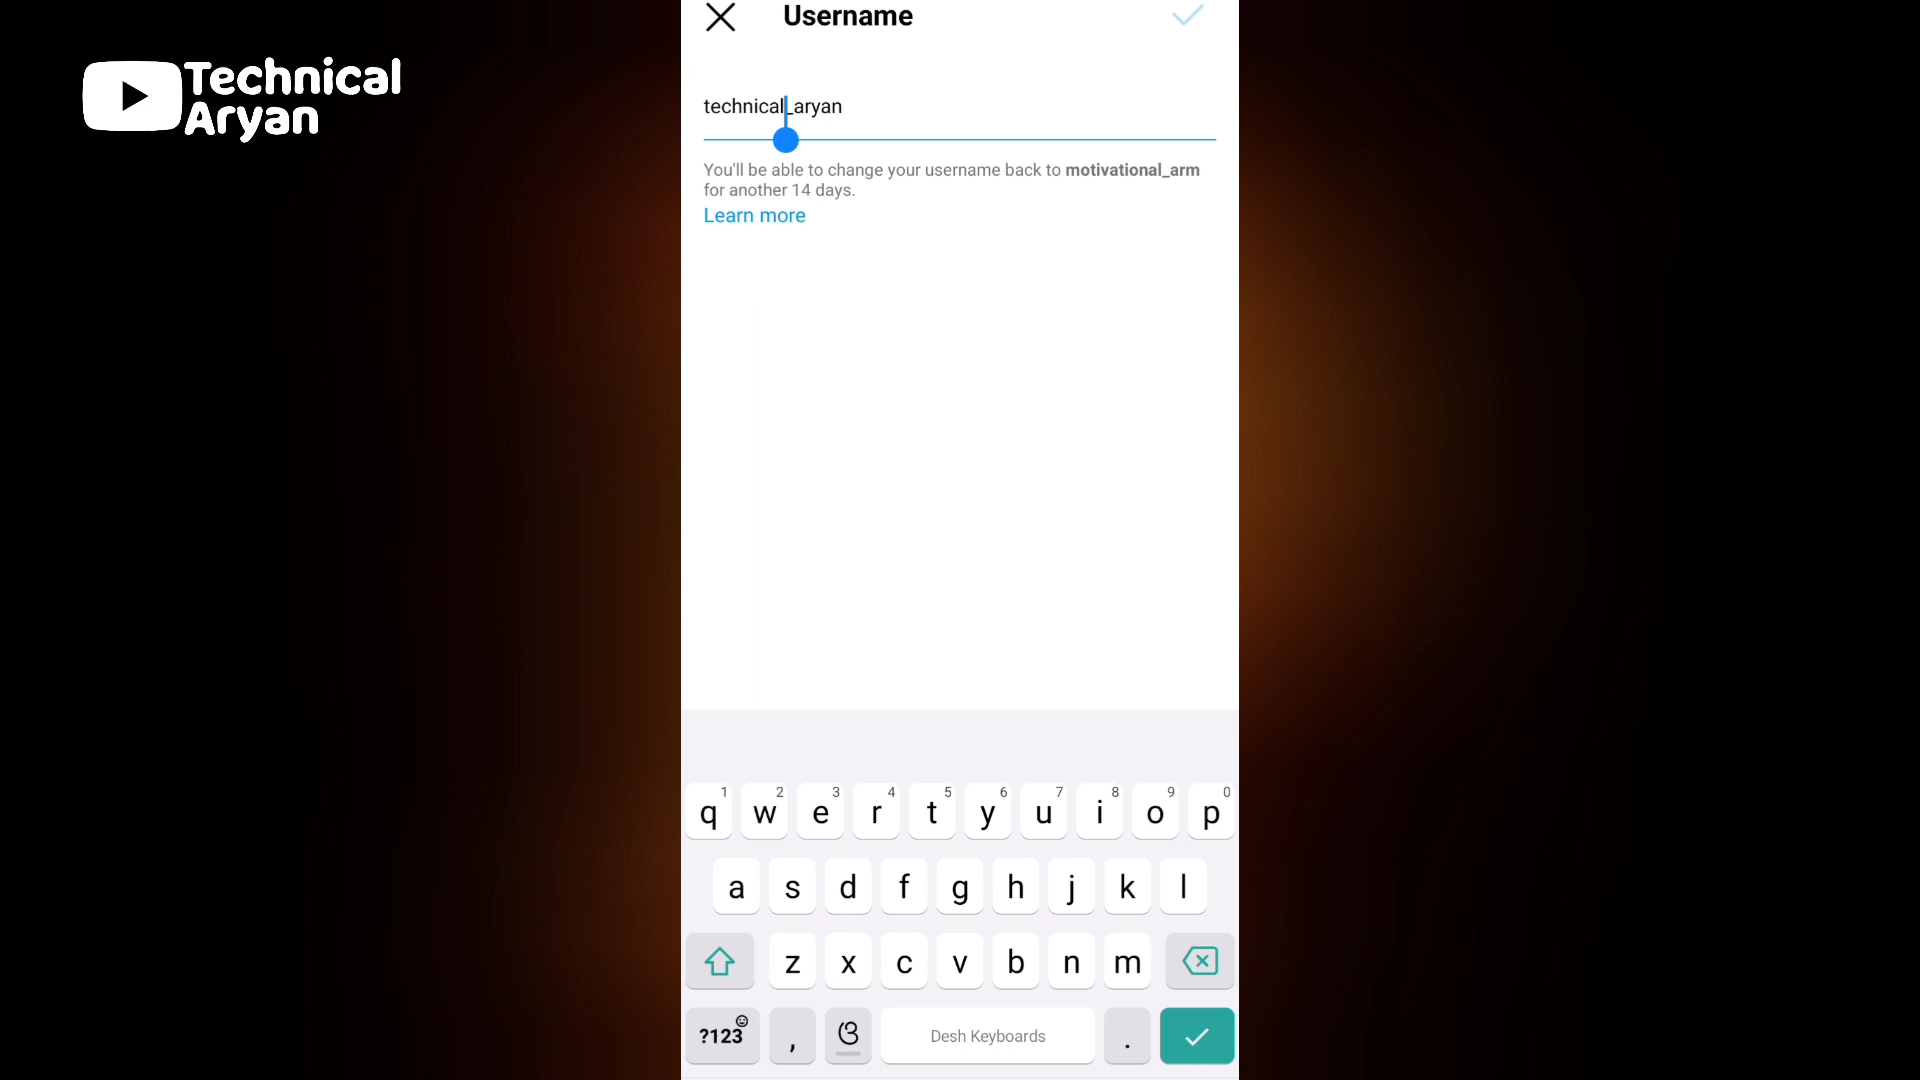 Technical
Aryan
Username
technical_aryan
You'll be able to change your username back to motivational_arm
for another 14 days.
Learn more
1 2 3 4 5 6 7 8 9 0
q w e r t y u i o p
a s d f g h j k l
z x c v b n m
?123 , Desh Keyboards .